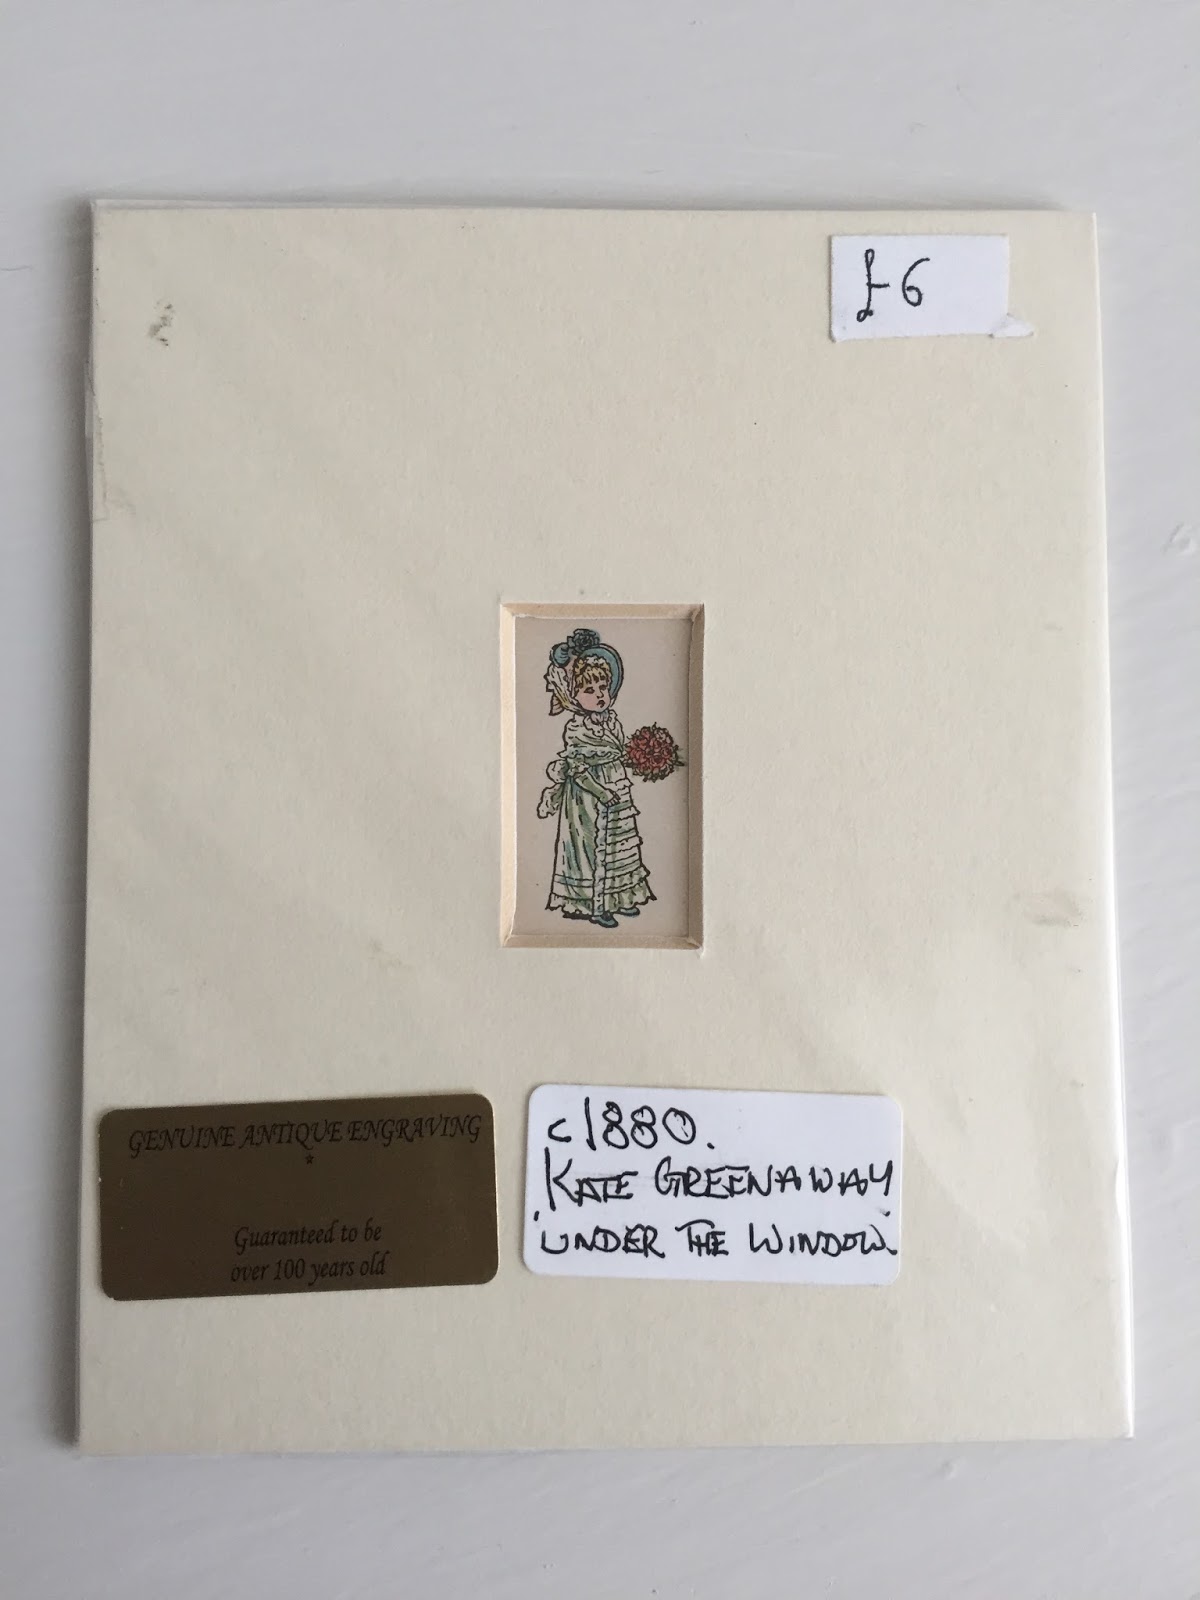 £6
GENUINE ANTIQUE ENGRAVING
*
Guaranteed to be
over 100 years old
c1880.
KATE GREENAWAY
'UNDER THE WINDOW.'